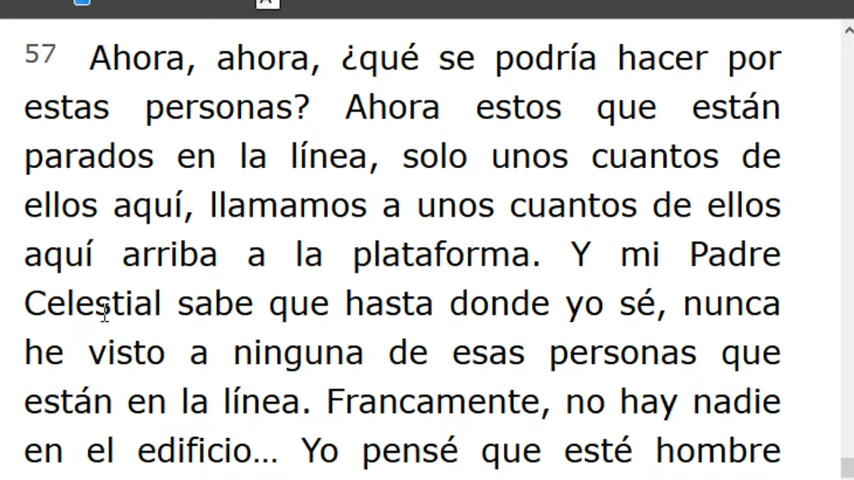 57 Ahora, ahora, ¿qué se podría hacer por
estas personas? Ahora estos que están
parados en la línea, solo unos cuantos de
ellos aquí, llamamos a unos cuantos de ellos
aquí arriba a la plataforma. Y mi Padre
Celestial sabe que hasta donde yo sé, nunca
he visto a ninguna de esas personas que
están en la línea. Francamente, no hay nadie
en el edificio... Yo pensé que esté hombre